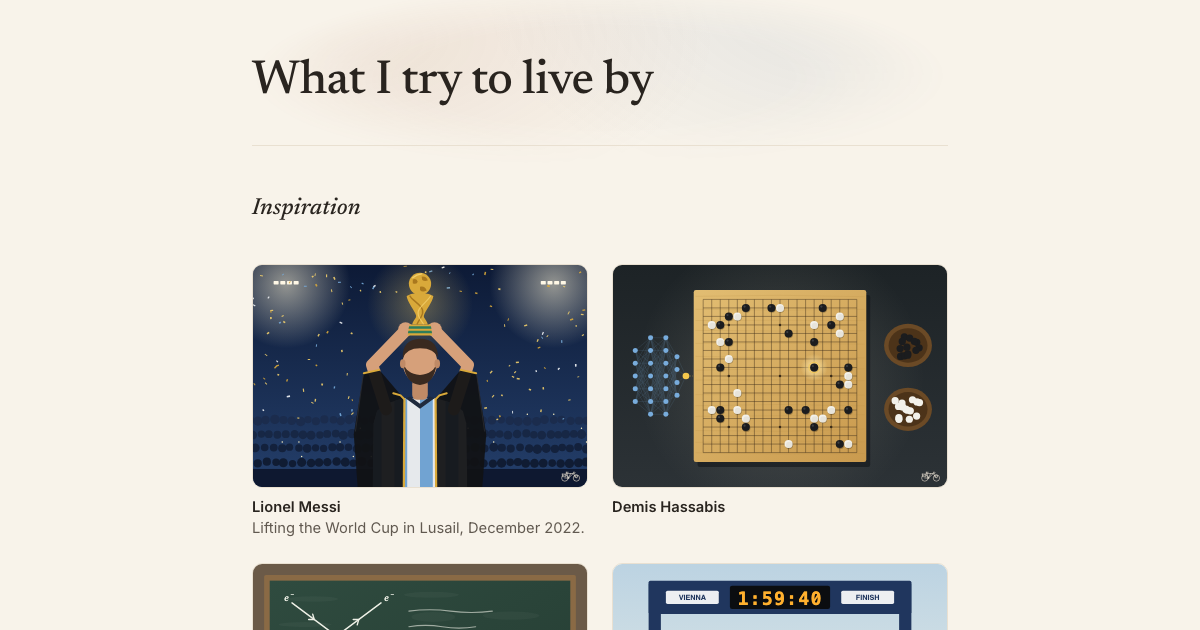 What I try to live by
Inspiration
Lionel Messi
Lifting the World Cup in Lusail, December 2022.
Demis Hassabis
e⁻ e⁻
VIENNA 1:59:40 FINISH